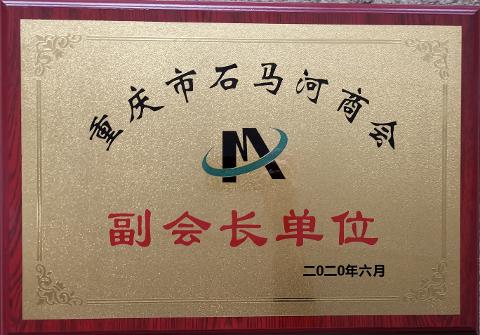 重庆市石马河商会
M
副会长单位
二〇二〇年六月